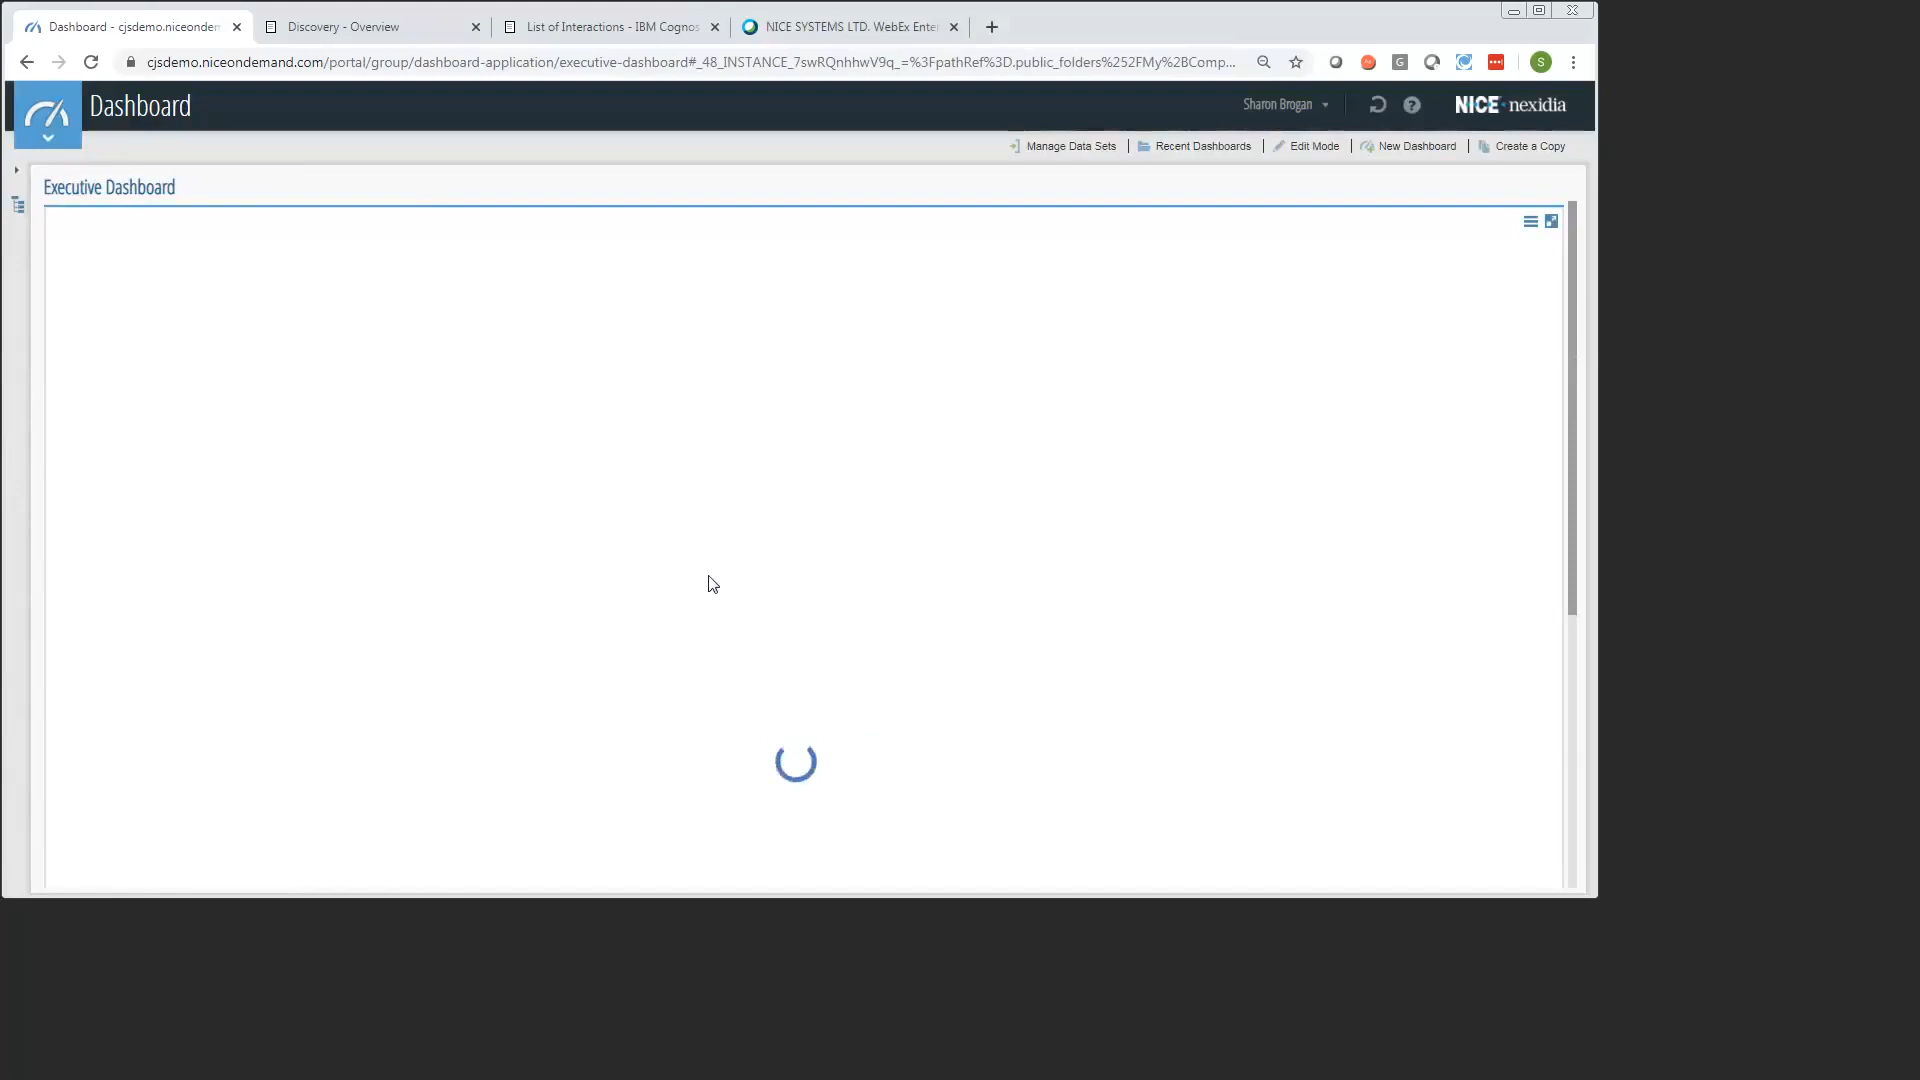 Dashboard - cjsdemo.niceondem
Discovery - Overview
List of Interactions - IBM Cognos
NICE SYSTEMS LTD. WebEx Ente
cjsdemo.niceondemand.com/portal/group/dashboard-application/executive-dashboard#_48_INSTANCE_7swRQnhhwV9q_=%3FpathRef%3D.public_folders%252FMy%2BComp...
S
Dashboard
Sharon Brogan
NICE nexidia
Manage Data Sets
Recent Dashboards
Edit Mode
New Dashboard
Create a Copy
Executive Dashboard